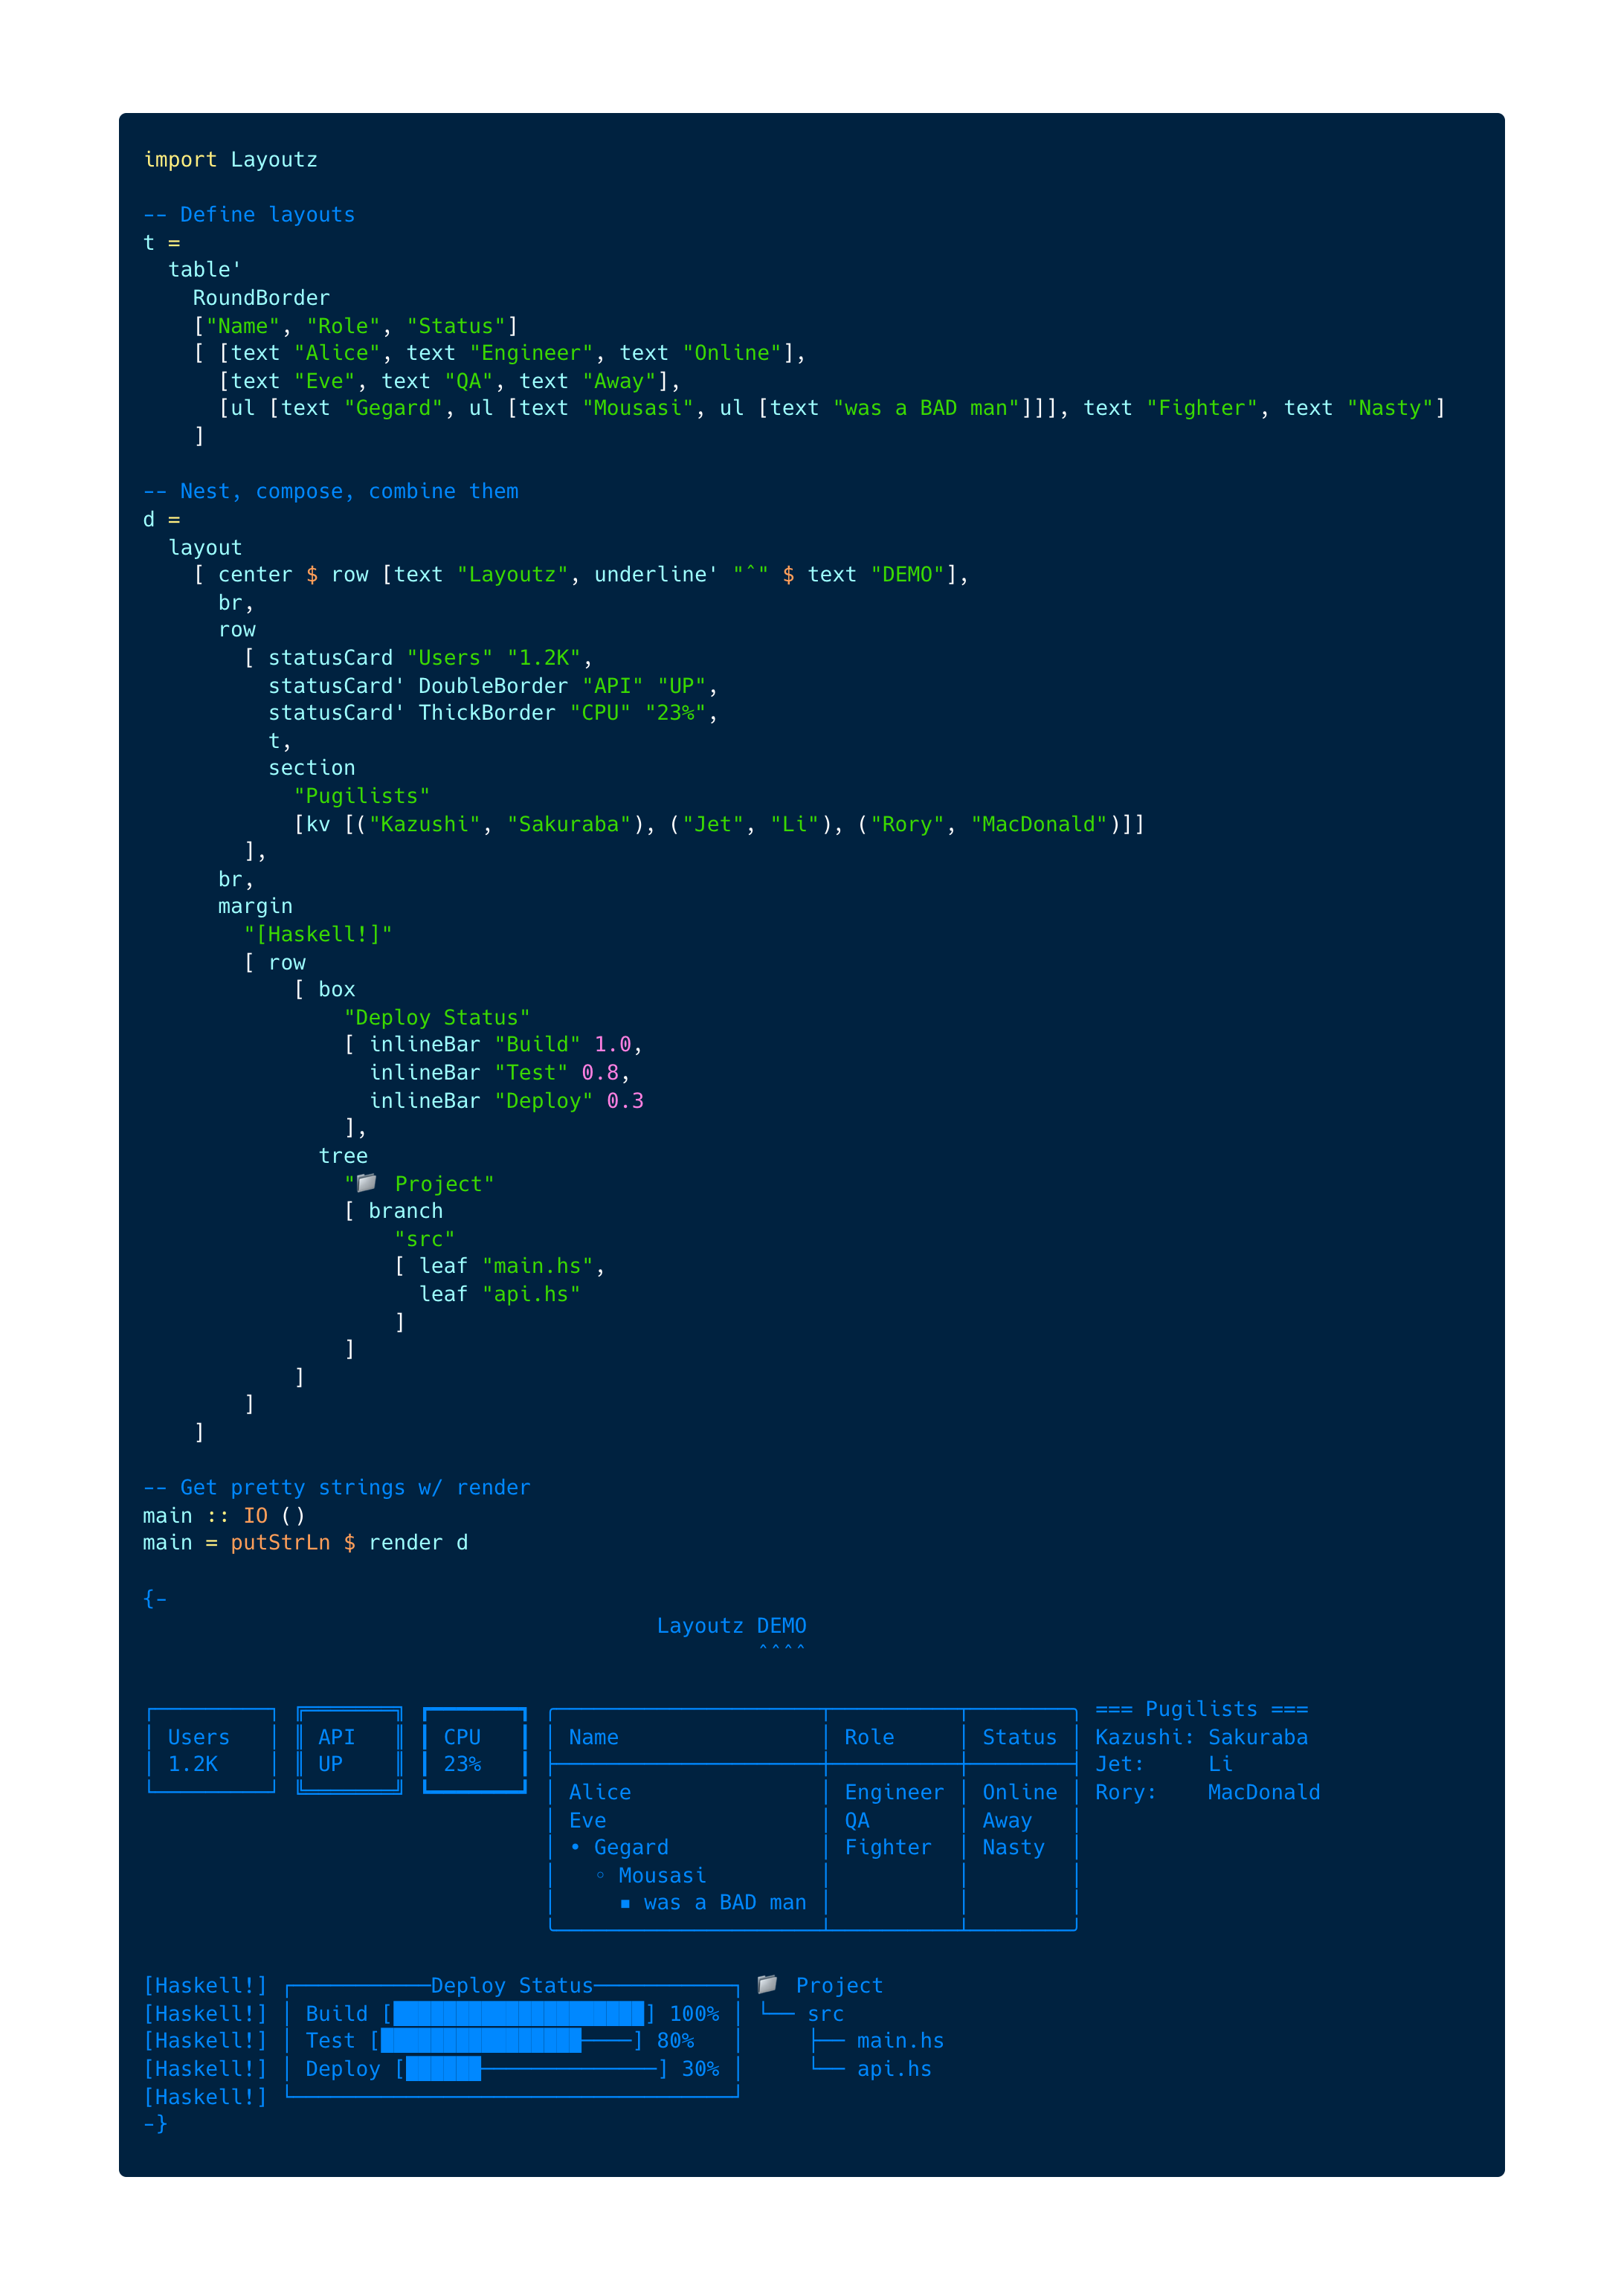 import Layoutz

-- Define layouts
t =
  table'
    RoundBorder
    ["Name", "Role", "Status"]
    [ [text "Alice", text "Engineer", text "Online"],
      [text "Eve", text "QA", text "Away"],
      [ul [text "Gegard", ul [text "Mousasi", ul [text "was a BAD man"]]], text "Fighter", text "Nasty"]
    ]

-- Nest, compose, combine them
d =
  layout
    [ center $ row [text "Layoutz", underline' "ˆ" $ text "DEMO"],
      br,
      row
        [ statusCard "Users" "1.2K",
          statusCard' DoubleBorder "API" "UP",
          statusCard' ThickBorder "CPU" "23%",
          t,
          section
            "Pugilists"
            [kv [("Kazushi", "Sakuraba"), ("Jet", "Li"), ("Rory", "MacDonald")]]
        ],
      br,
      margin
        "[Haskell!]"
        [ row
            [ box
                "Deploy Status"
                [ inlineBar "Build" 1.0,
                  inlineBar "Test" 0.8,
                  inlineBar "Deploy" 0.3
                ],
              tree
                "📁 Project"
                [ branch
                    "src"
                    [ leaf "main.hs",
                      leaf "api.hs"
                    ]
                ]
            ]
        ]
    ]

-- Get pretty strings w/ render
main :: IO ()
main = putStrLn $ render d

{-
                                         Layoutz DEMO
                                                 ˆˆˆˆ

┌─────────┐ ╔═══════╗ ┏━━━━━━━┓ ╭─────────────────────┬──────────┬────────╮ === Pugilists ===
│ Users   │ ║ API   ║ ┃ CPU   ┃ │ Name                │ Role     │ Status │ Kazushi: Sakuraba
│ 1.2K    │ ║ UP    ║ ┃ 23%   ┃ ├─────────────────────┼──────────┼────────┤ Jet:     Li
└─────────┘ ╚═══════╝ ┗━━━━━━━┛ │ Alice               │ Engineer │ Online │ Rory:    MacDonald
                                │ Eve                 │ QA       │ Away   │
                                │ • Gegard            │ Fighter  │ Nasty  │
                                │   ◦ Mousasi         │          │        │
                                │     ▪ was a BAD man │          │        │
                                ╰─────────────────────┴──────────┴────────╯

[Haskell!] ┌───────────Deploy Status───────────┐ 📁 Project
[Haskell!] │ Build [████████████████████] 100% │ └── src
[Haskell!] │ Test [████████████████────] 80%   │     ├── main.hs
[Haskell!] │ Deploy [██████──────────────] 30% │     └── api.hs
[Haskell!] └───────────────────────────────────┘
-}